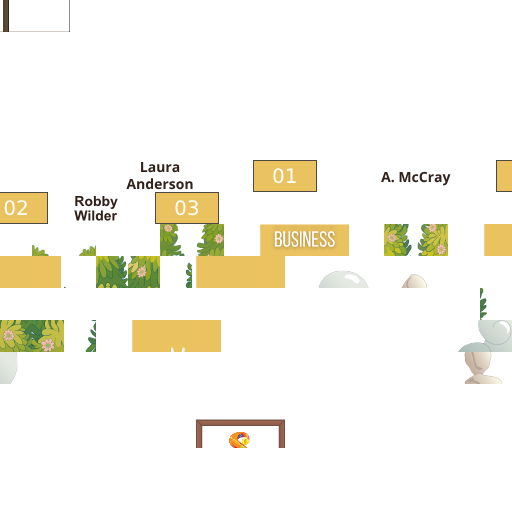 Laura
Anderson
01
A. McCray
02
Robby
Wilder
03
BUSINESS